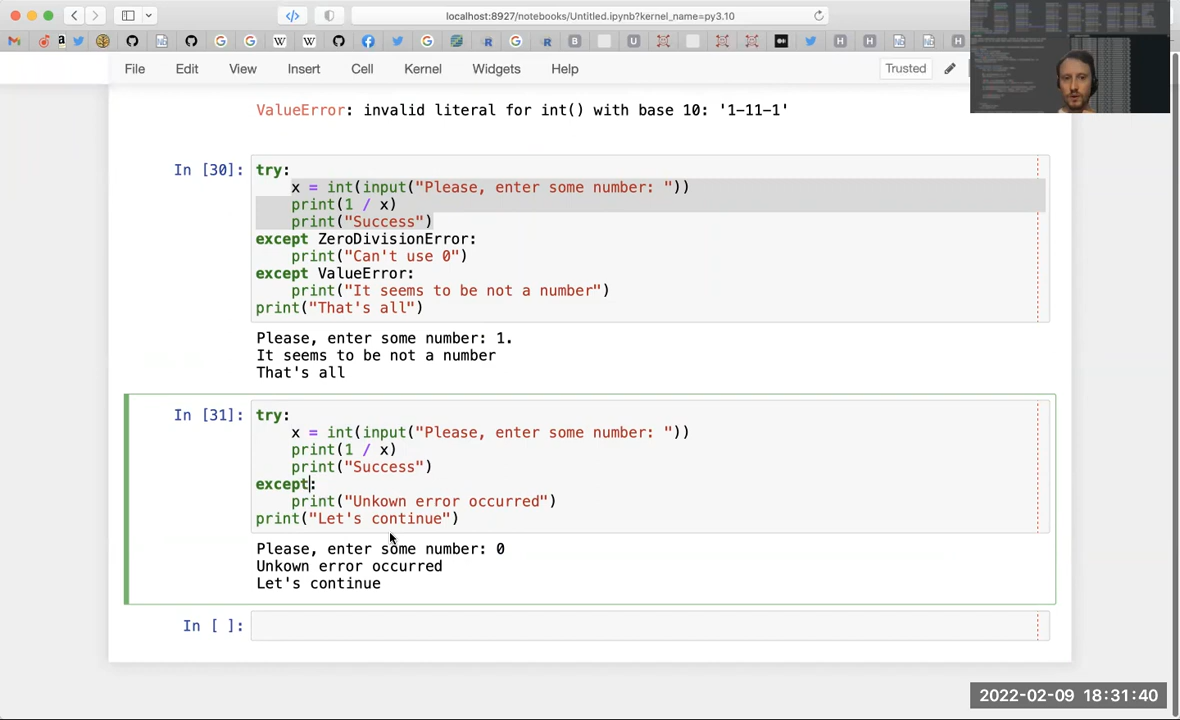 localhost:8927/notebooks/Untitled.ipynb?kernel_name=py3.10
File Edit View Insert Cell Kernel Widgets Help Trusted
ValueError: invalid literal for int() with base 10: '1-11-1'
In [30]: try:
x = int(input("Please, enter some number: "))
print(1 / x)
print("Success")
except ZeroDivisionError:
print("Can't use 0")
except ValueError:
print("It seems to be not a number")
print("That's all")
Please, enter some number: 1.
It seems to be not a number
That's all
In [31]: try:
x = int(input("Please, enter some number: "))
print(1 / x)
print("Success")
except:
print("Unkown error occurred")
print("Let's continue")
Please, enter some number: 0
Unkown error occurred
Let's continue
In [ ]:
2022-02-09 18:31:40